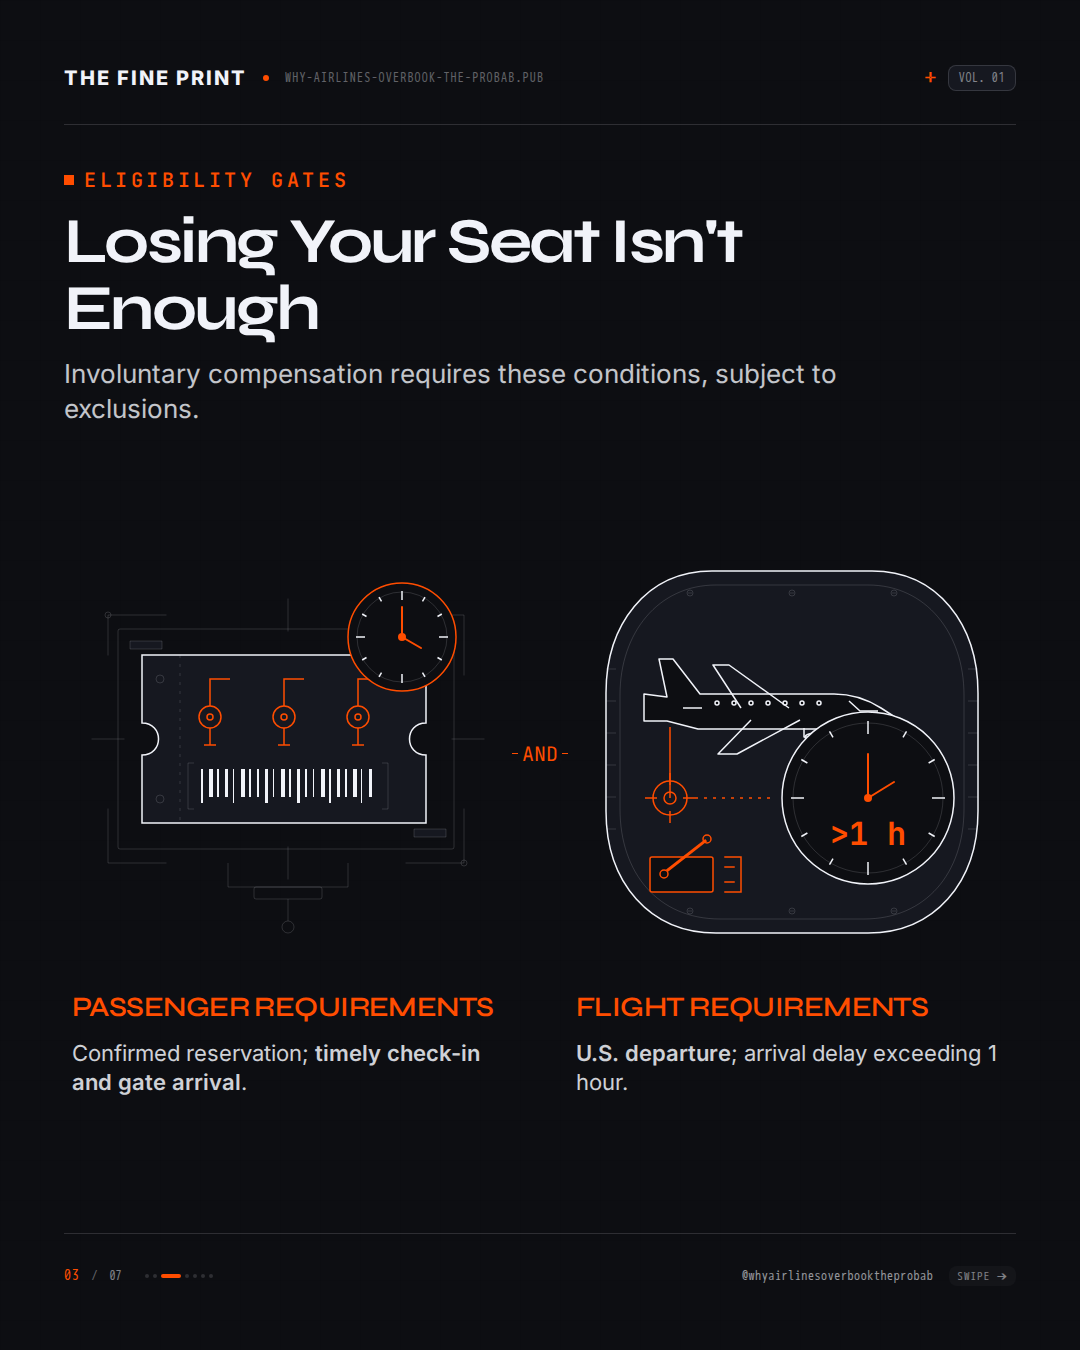 THE FINE PRINT • WHY-AIRLINES-OVERBOOK-THE-PROBAB.PUB
+ VOL. 01
ELIGIBILITY GATES
Losing Your Seat Isn't
Enough
Involuntary compensation requires these conditions, subject to
exclusions.
AND
>1 h
PASSENGER REQUIREMENTS
Confirmed reservation; timely check-in
and gate arrival.
FLIGHT REQUIREMENTS
U.S. departure; arrival delay exceeding 1
hour.
03 / 07
@whyairlinesoverbooktheprobab
SWIPE →